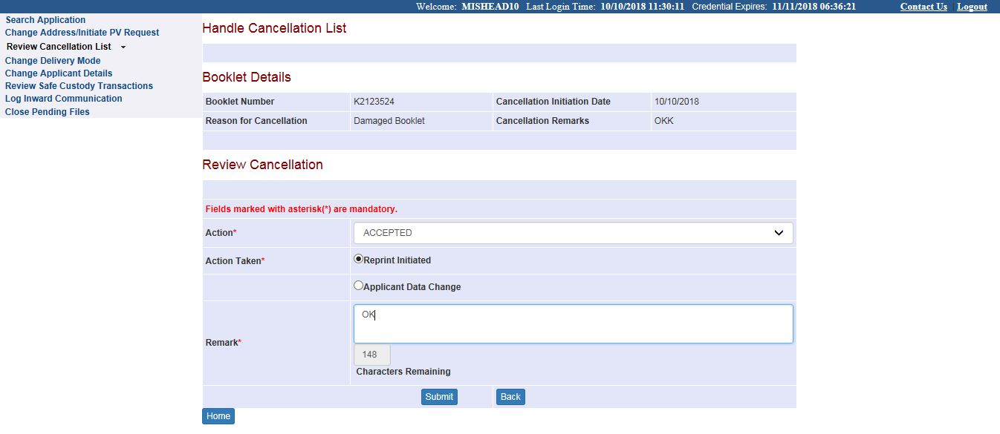 Welcome: MISHEAD10 Last Login Time: 10/10/2018 11:30:11 Credential Expires: 11/11/2018 06:36:21 Contact Us | Logout
Search Application
Change Address/Initiate PV Request
Review Cancellation List
Change Delivery Mode
Change Applicant Details
Review Safe Custody Transactions
Log Inward Communication
Close Pending Files
Handle Cancellation List
Booklet Details
Booklet Number K2123524 Cancellation Initiation Date 10/10/2018
Reason for Cancellation Damaged Booklet Cancellation Remarks OKK
Review Cancellation
Fields marked with asterisk(*) are mandatory.
Action* ACCEPTED
Action Taken* Reprint Initiated
Applicant Data Change
Remark* OK
148
Characters Remaining
Submit Back
Home